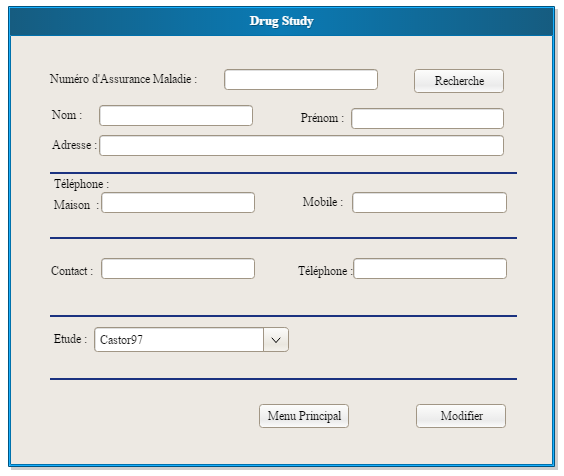 Drug Study
Numéro d'Assurance Maladie : Recherche
Nom : Prénom :
Adresse :
Téléphone :
Maison : Mobile :
Contact : Téléphone :
Etude : Castor97
Menu Principal Modifier